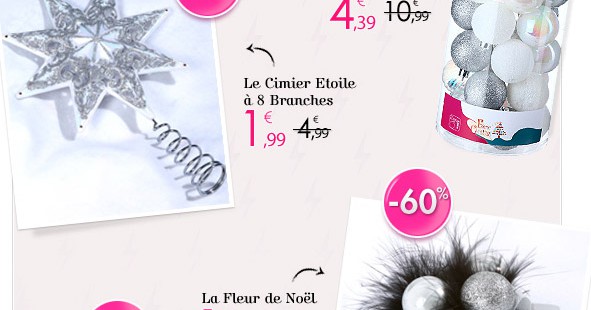 4€,39 10€,99
Le Cimier Etoile
à 8 Branches
1€,99 4€,99
-60%
La Fleur de Noël